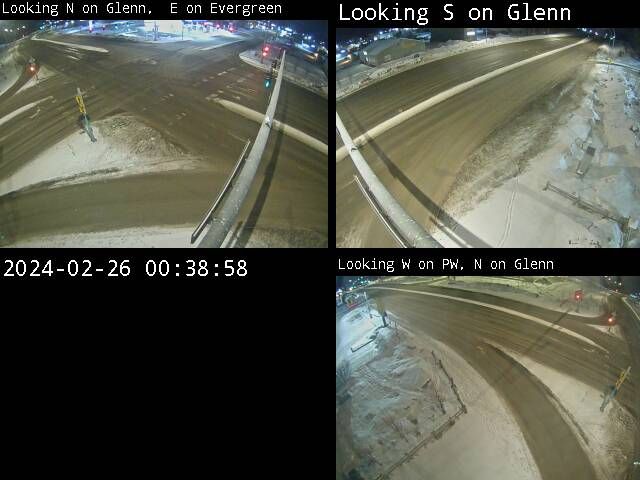 Looking N on Glenn, E on Evergreen
Looking S on Glenn
2024-02-26 00:38:58
Looking W on PW, N on Glenn